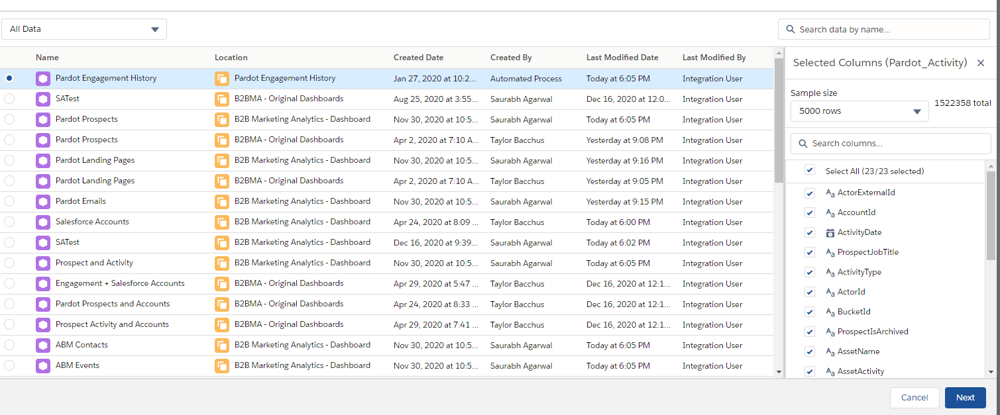 All Data
Search data by name...
Name Location Created Date Created By Last Modified Date Last Modified By
Pardot Engagement History Pardot Engagement History Jan 27, 2020 at 10:2... Automated Process Today at 6:05 PM Integration User
SATest B2BMA - Original Dashboards Aug 25, 2020 at 3:55... Saurabh Agarwal Dec 16, 2020 at 12:0... Integration User
Pardot Prospects B2B Marketing Analytics - Dashboard Nov 30, 2020 at 10:5... Saurabh Agarwal Today at 6:05 PM Integration User
Pardot Prospects B2BMA - Original Dashboards Apr 2, 2020 at 7:10 A... Taylor Bacchus Yesterday at 9:08 PM Integration User
Pardot Landing Pages B2B Marketing Analytics - Dashboard Nov 30, 2020 at 10:5... Saurabh Agarwal Yesterday at 9:16 PM Integration User
Pardot Landing Pages B2BMA - Original Dashboards Apr 2, 2020 at 7:10 A... Taylor Bacchus Yesterday at 9:05 PM Integration User
Pardot Emails B2B Marketing Analytics - Dashboard Nov 30, 2020 at 10:5... Saurabh Agarwal Yesterday at 9:15 PM Integration User
Salesforce Accounts B2B Marketing Analytics - Dashboard Apr 24, 2020 at 8:09 ... Taylor Bacchus Today at 6:00 PM Integration User
SATest B2B Marketing Analytics - Dashboard Dec 16, 2020 at 9:39... Saurabh Agarwal Today at 6:02 PM Integration User
Prospect and Activity B2B Marketing Analytics - Dashboard Nov 30, 2020 at 10:5... Saurabh Agarwal Today at 6:05 PM Integration User
Engagement + Salesforce Accounts B2BMA - Original Dashboards Apr 29, 2020 at 5:47 ... Taylor Bacchus Dec 16, 2020 at 12:1... Integration User
Pardot Prospects and Accounts B2BMA - Original Dashboards Apr 24, 2020 at 8:33 ... Taylor Bacchus Dec 16, 2020 at 12:1... Integration User
Prospect Activity and Accounts B2BMA - Original Dashboards Apr 29, 2020 at 7:41 ... Taylor Bacchus Dec 16, 2020 at 12:1... Integration User
ABM Contacts B2B Marketing Analytics - Dashboard Nov 30, 2020 at 10:5... Saurabh Agarwal Today at 6:05 PM Integration User
ABM Events B2B Marketing Analytics - Dashboard Nov 30, 2020 at 10:5... Saurabh Agarwal Today at 6:05 PM Integration User
Selected Columns (Pardot_Activity)
Sample size
5000 rows 1522358 total
Search columns...
Select All (23/23 selected)
Aa ActorExternalId
Aa AccountId
ActivityDate
Aa ProspectJobTitle
Aa ActivityType
Aa ActorId
Aa BucketId
Aa ProspectIsArchived
Aa AssetName
Aa AssetActivity
Cancel Next